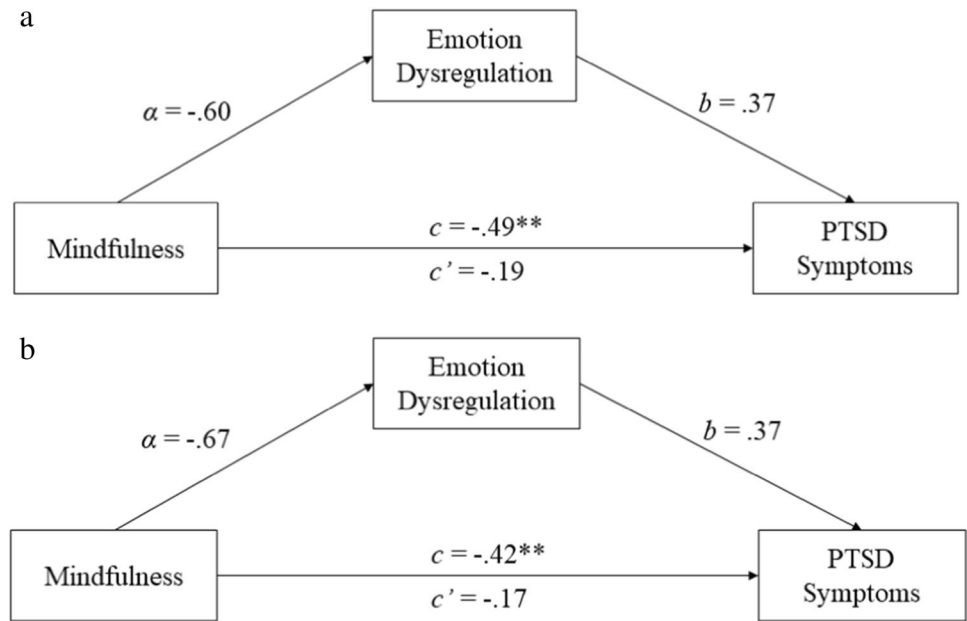 a
Emotion
Dysregulation
α = -.60
b = .37
Mindfulness
c = -.49**
c’ = -.19
PTSD
Symptoms
b
Emotion
Dysregulation
α = -.67
b = .37
Mindfulness
c = -.42**
c’ = -.17
PTSD
Symptoms